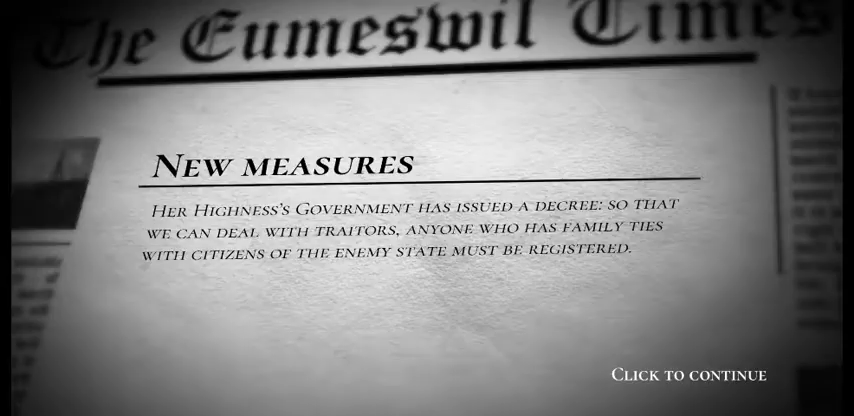 The Eumeswil Times
New measures
Her Highness's Government has issued a decree: so that
we can deal with traitors, anyone who has family ties
with citizens of the enemy state must be registered.
Click to continue